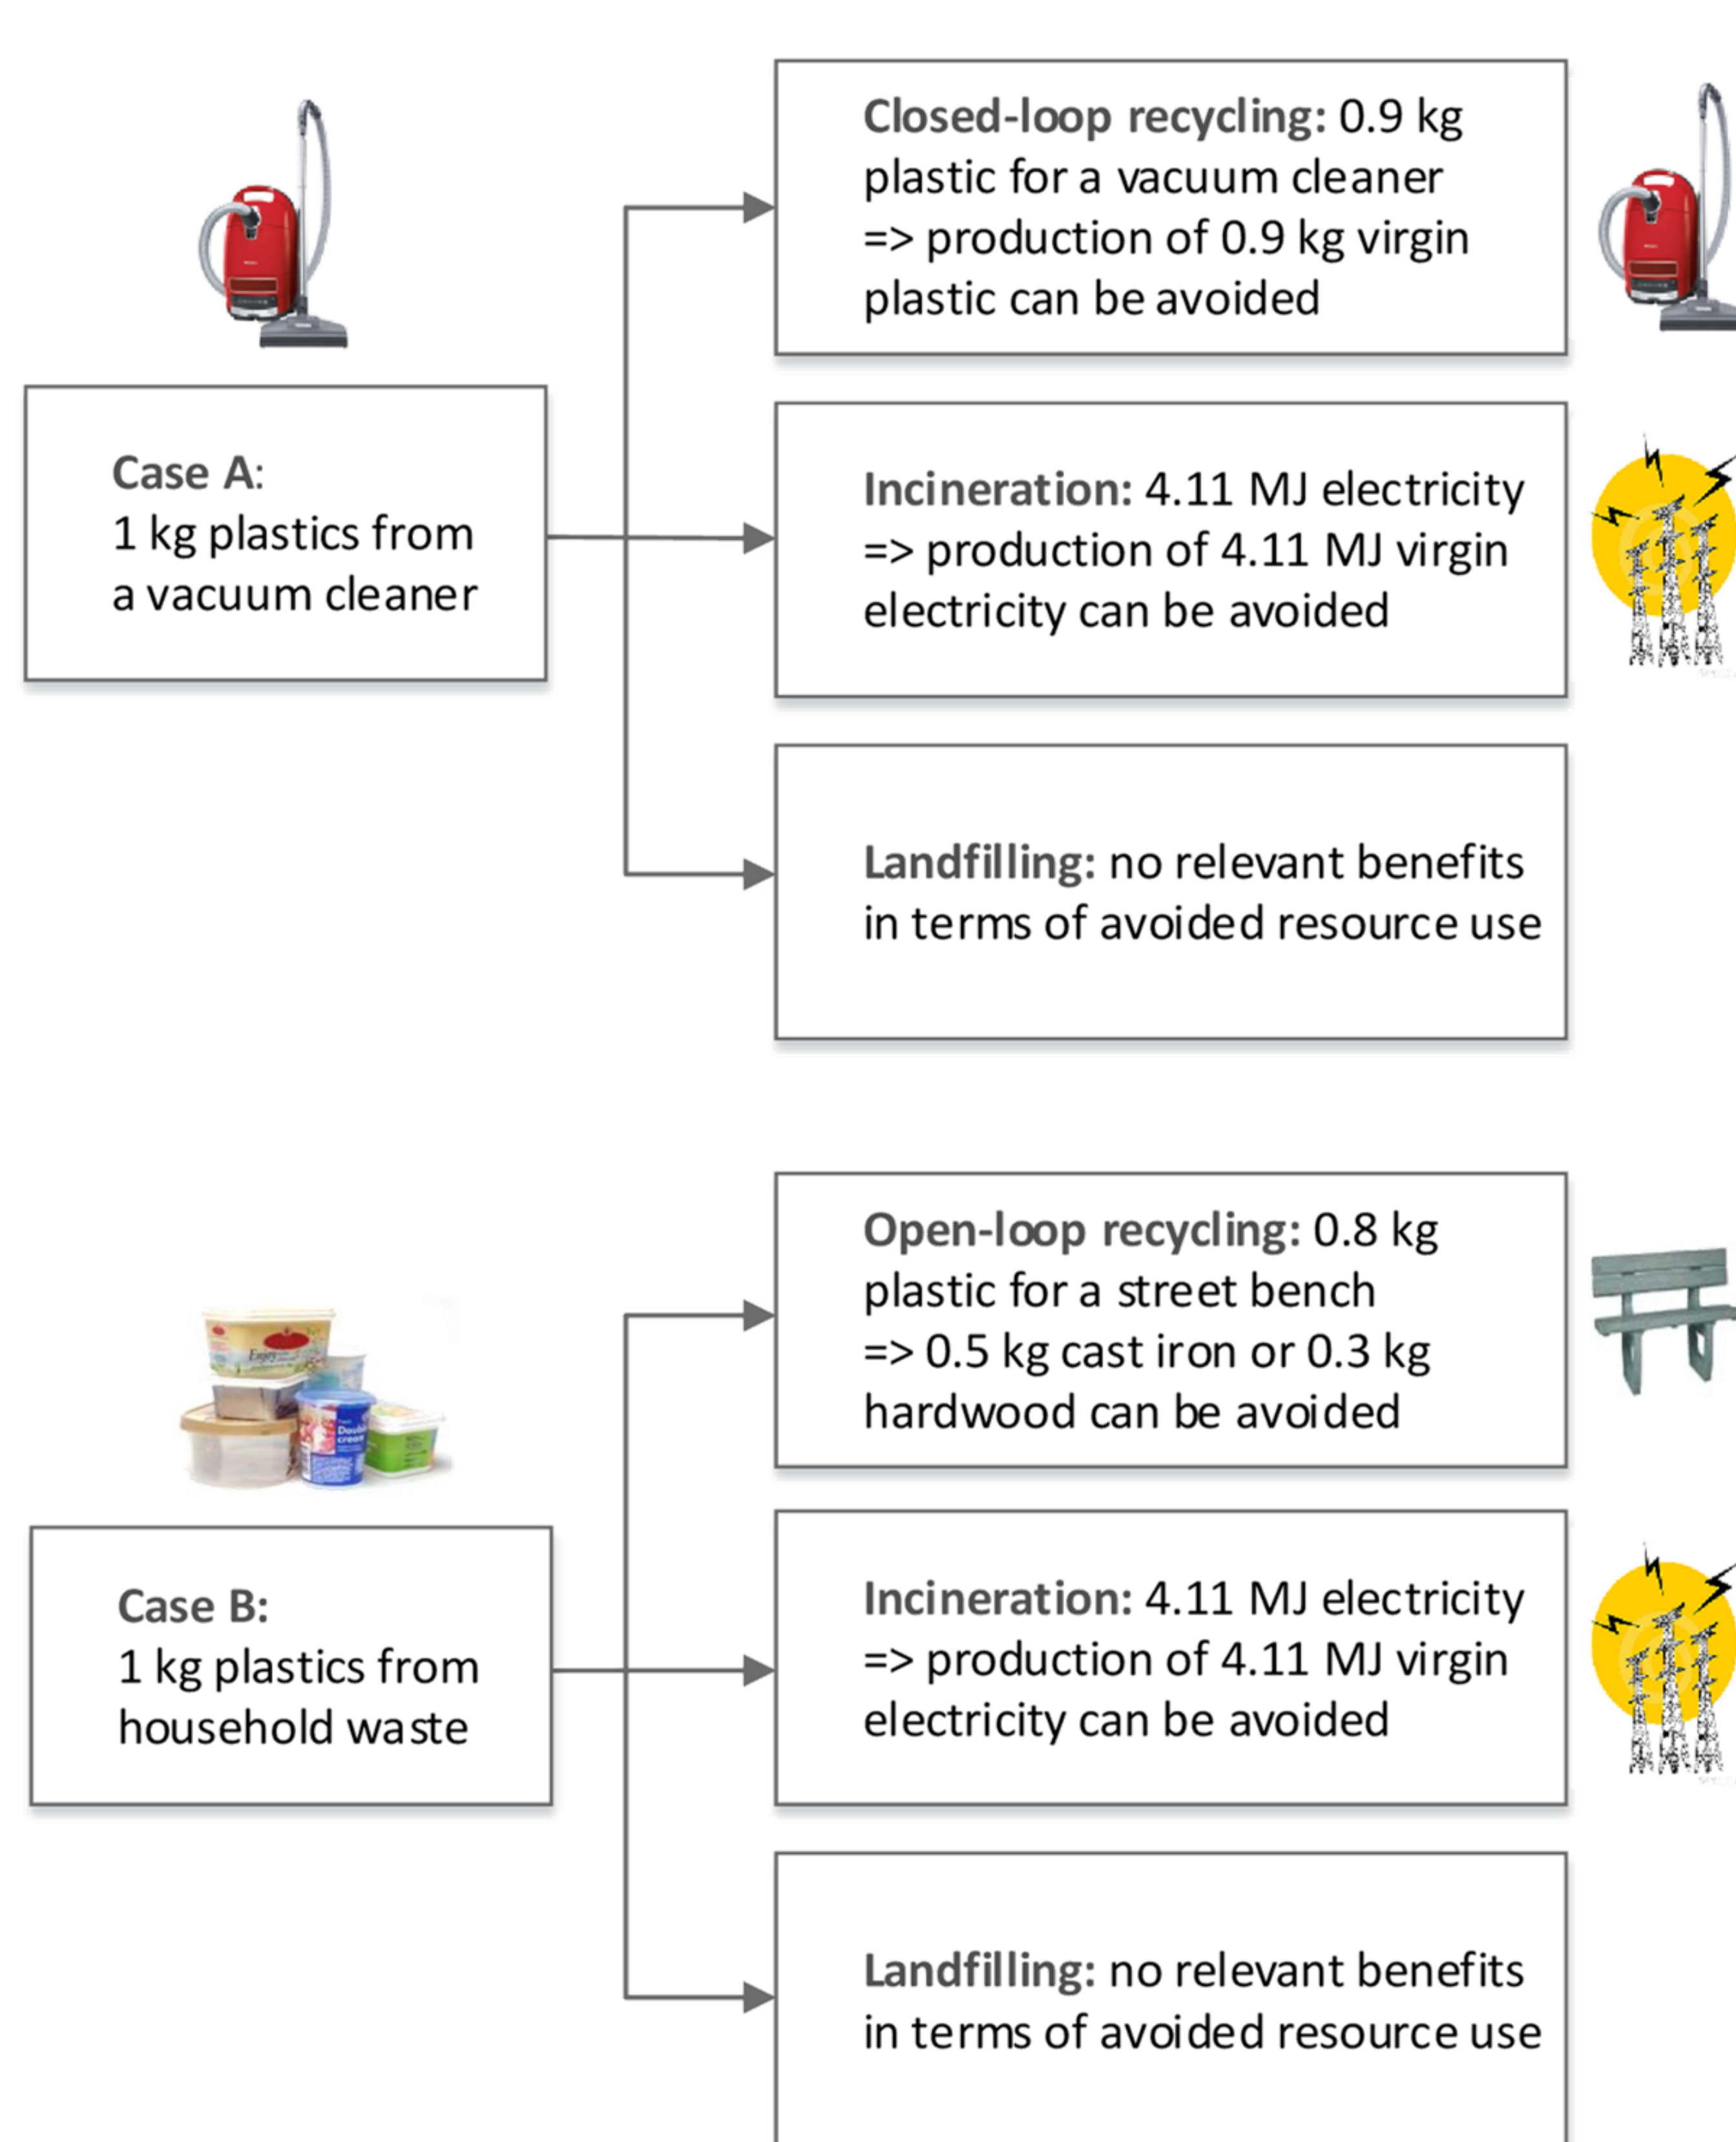 Closed-loop recycling: 0.9 kg
plastic for a vacuum cleaner
=> production of 0.9 kg virgin
plastic can be avoided
Case A:
1 kg plastics from
a vacuum cleaner
Incineration: 4.11 MJ electricity
=> production of 4.11 MJ virgin
electricity can be avoided
Landfilling: no relevant benefits
in terms of avoided resource use
Open-loop recycling: 0.8 kg
plastic for a street bench
=> 0.5 kg cast iron or 0.3 kg
hardwood can be avoided
Enjoy
Double
cream
Case B:
1 kg plastics from
household waste
Incineration: 4.11 MJ electricity
=> production of 4.11 MJ virgin
electricity can be avoided
Landfilling: no relevant benefits
in terms of avoided resource use